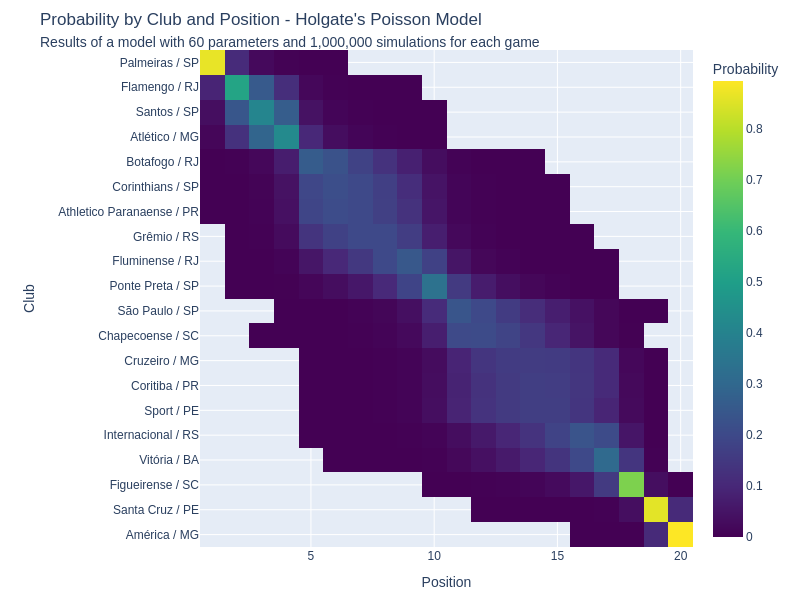 Probability by Club and Position - Holgate's Poisson Model
Results of a model with 60 parameters and 1,000,000 simulations for each game
Probability
Palmeiras / SP
Flamengo / RJ
Santos / SP
Atlético / MG
Botafogo / RJ
Corinthians / SP
Athletico Paranaense / PR
Grêmio / RS
Fluminense / RJ
Ponte Preta / SP
São Paulo / SP
Chapecoense / SC
Cruzeiro / MG
Coritiba / PR
Sport / PE
Internacional / RS
Vitória / BA
Figueirense / SC
Santa Cruz / PE
América / MG
Club
5
10
15
20
Position
0.8
0.7
0.6
0.5
0.4
0.3
0.2
0.1
0